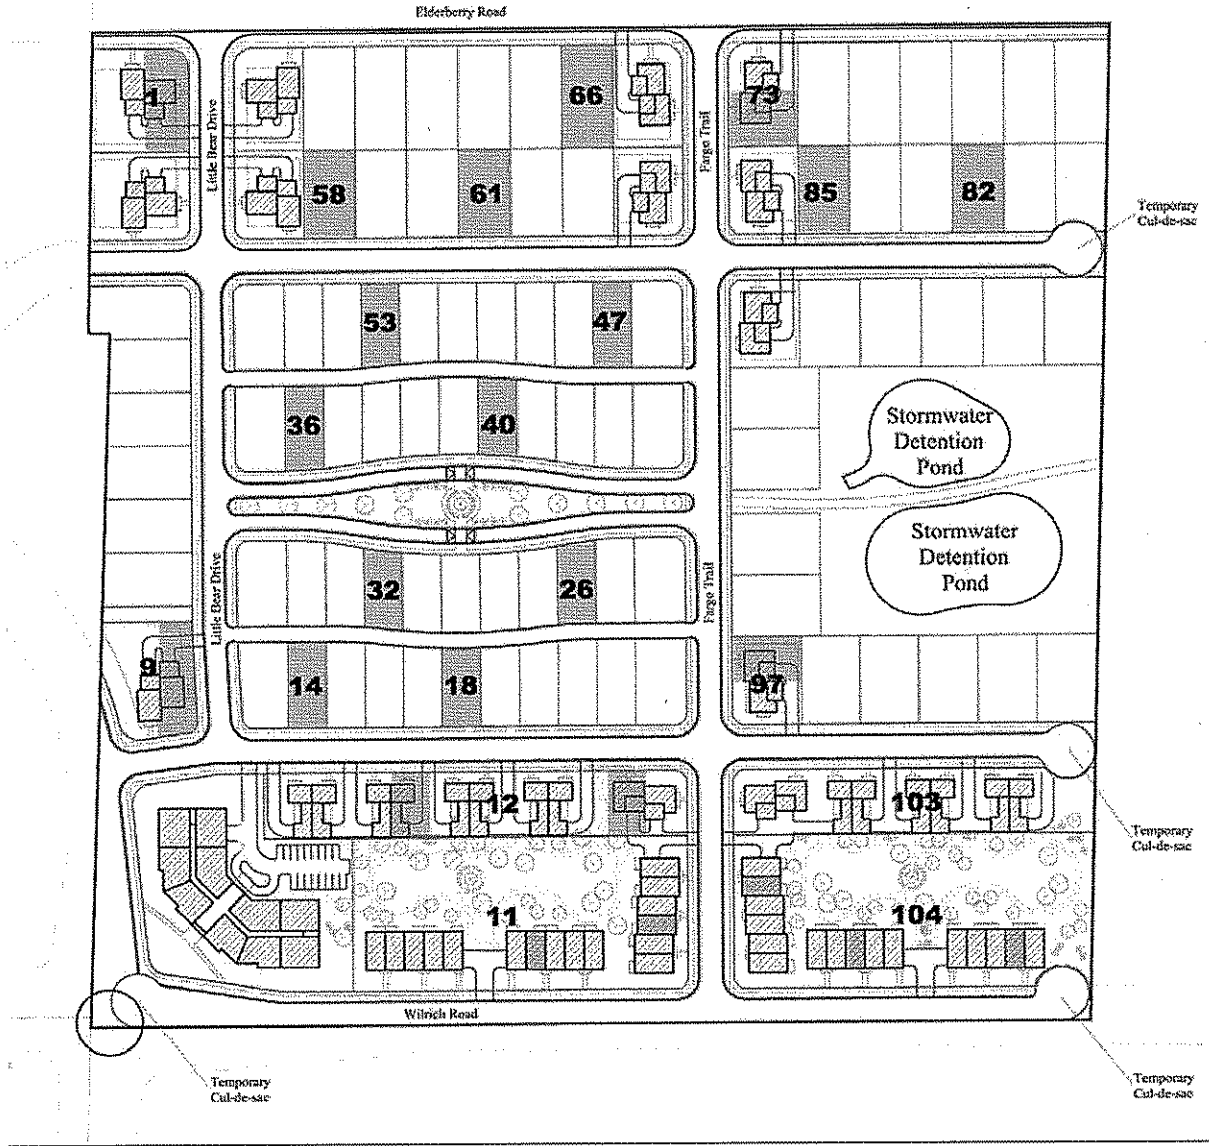 Elderberry Road
1
66
73
Little Bear Drive
Fargo Trail
58
61
85
82
Temporary
Cul-de-sac
53
47
36
40
Stormwater
Detention
Pond
Stormwater
Detention
Pond
32
26
Little Bear Drive
Fargo Trail
9
14
18
97
12
103
Temporary
Cul-de-sac
11
104
Wilrich Road
Temporary
Cul-de-sac
Temporary
Cul-de-sac